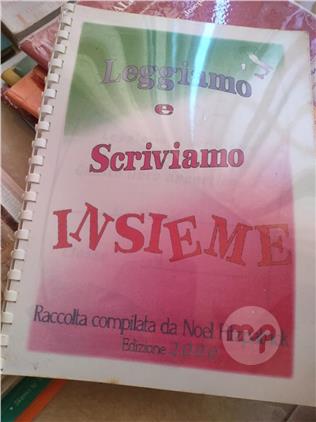 Leggiamo
e
Scriviamo
INSIEME
Raccolta compilata da Noel
Edizione